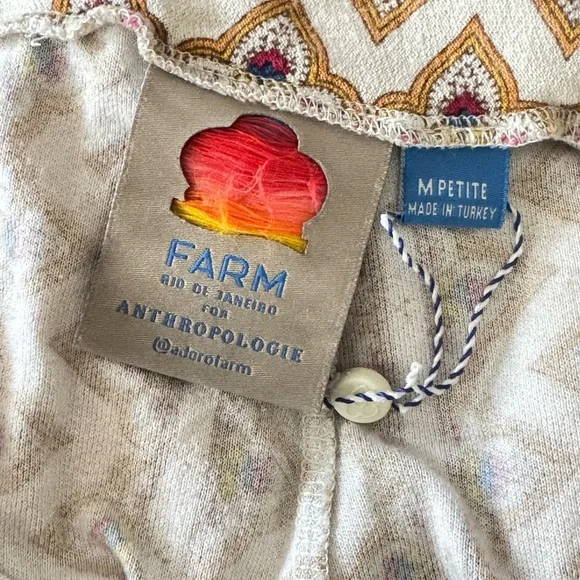 FARM
RIO DE JANEIRO
FOR
ANTHROPOLOGIE
@adorofarm
M PETITE
MADE IN TURKEY